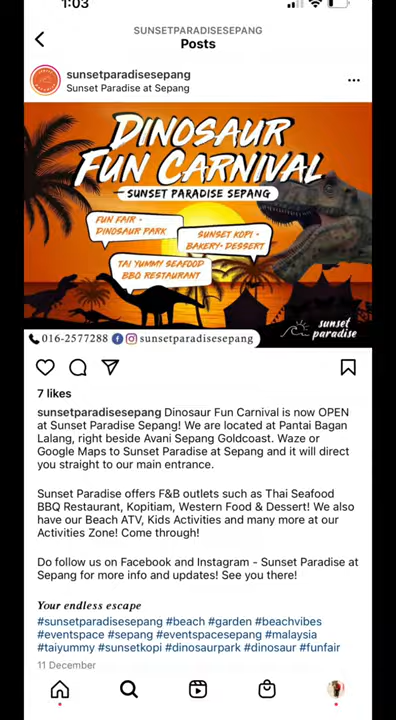 1:03
SUNSETPARADISESEPANG
Posts
sunsetparadisesepang
Sunset Paradise at Sepang
DINOSAUR
FUN CARNIVAL
SUNSET PARADISE SEPANG
FUN FAIR •
DINOSAUR PARK
SUNSET KOPI •
BAKERY • DESSERT
TAI YUMMY SEAFOOD
BBQ RESTAURANT
sunset
paradise
016-2577288 sunsetparadisesepang
7 likes
sunsetparadisesepang Dinosaur Fun Carnival is now OPEN
at Sunset Paradise Sepang! We are located at Pantai Bagan
Lalang, right beside Avani Sepang Goldcoast. Waze or
Google Maps to Sunset Paradise at Sepang and it will direct
you straight to our main entrance.
Sunset Paradise offers F&B outlets such as Thai Seafood
BBQ Restaurant, Kopitiam, Western Food & Dessert! We also
have our Beach ATV, Kids Activities and many more at our
Activities Zone! Come through!
Do follow us on Facebook and Instagram - Sunset Paradise at
Sepang for more info and updates! See you there!
Your endless escape
#sunsetparadisesepang #beach #garden #beachvibes
#eventspace #sepang #eventspacesepang #malaysia
#taiyummy #sunsetkopi #dinosaurpark #dinosaur #funfair
11 December